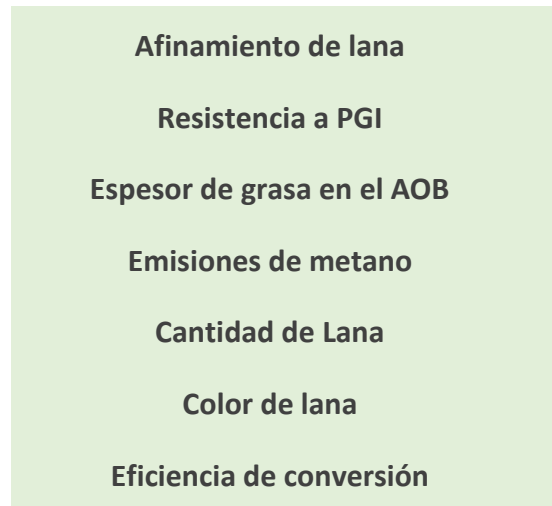 Afinamiento de lana
Resistencia a PGI
Espesor de grasa en el AOB
Emisiones de metano
Cantidad de Lana
Color de lana
Eficiencia de conversión